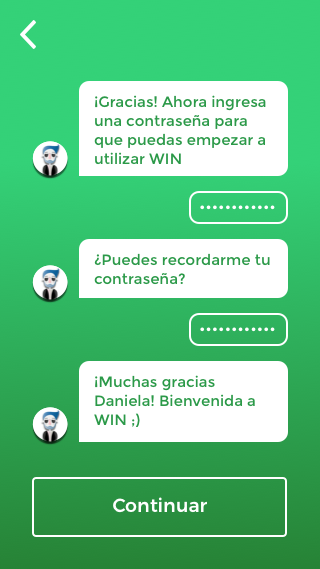 ¡Gracias! Ahora ingresa
una contraseña para
que puedas empezar a
utilizar WIN
••••••••••••
¿Puedes recordarme tu
contraseña?
••••••••••••
¡Muchas gracias
Daniela! Bienvenida a
WIN ;)
Continuar